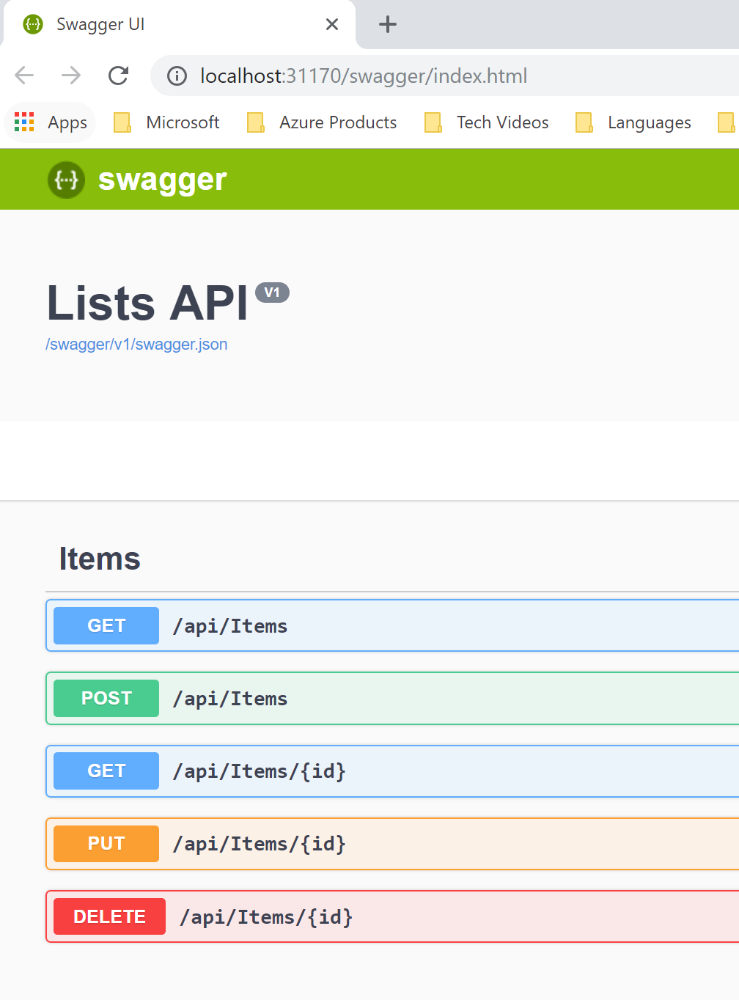 Swagger UI
localhost:31170/swagger/index.html
Apps Microsoft Azure Products Tech Videos Languages
{···} swagger
Lists API V1
/swagger/v1/swagger.json
Items
GET /api/Items
POST /api/Items
GET /api/Items/{id}
PUT /api/Items/{id}
DELETE /api/Items/{id}